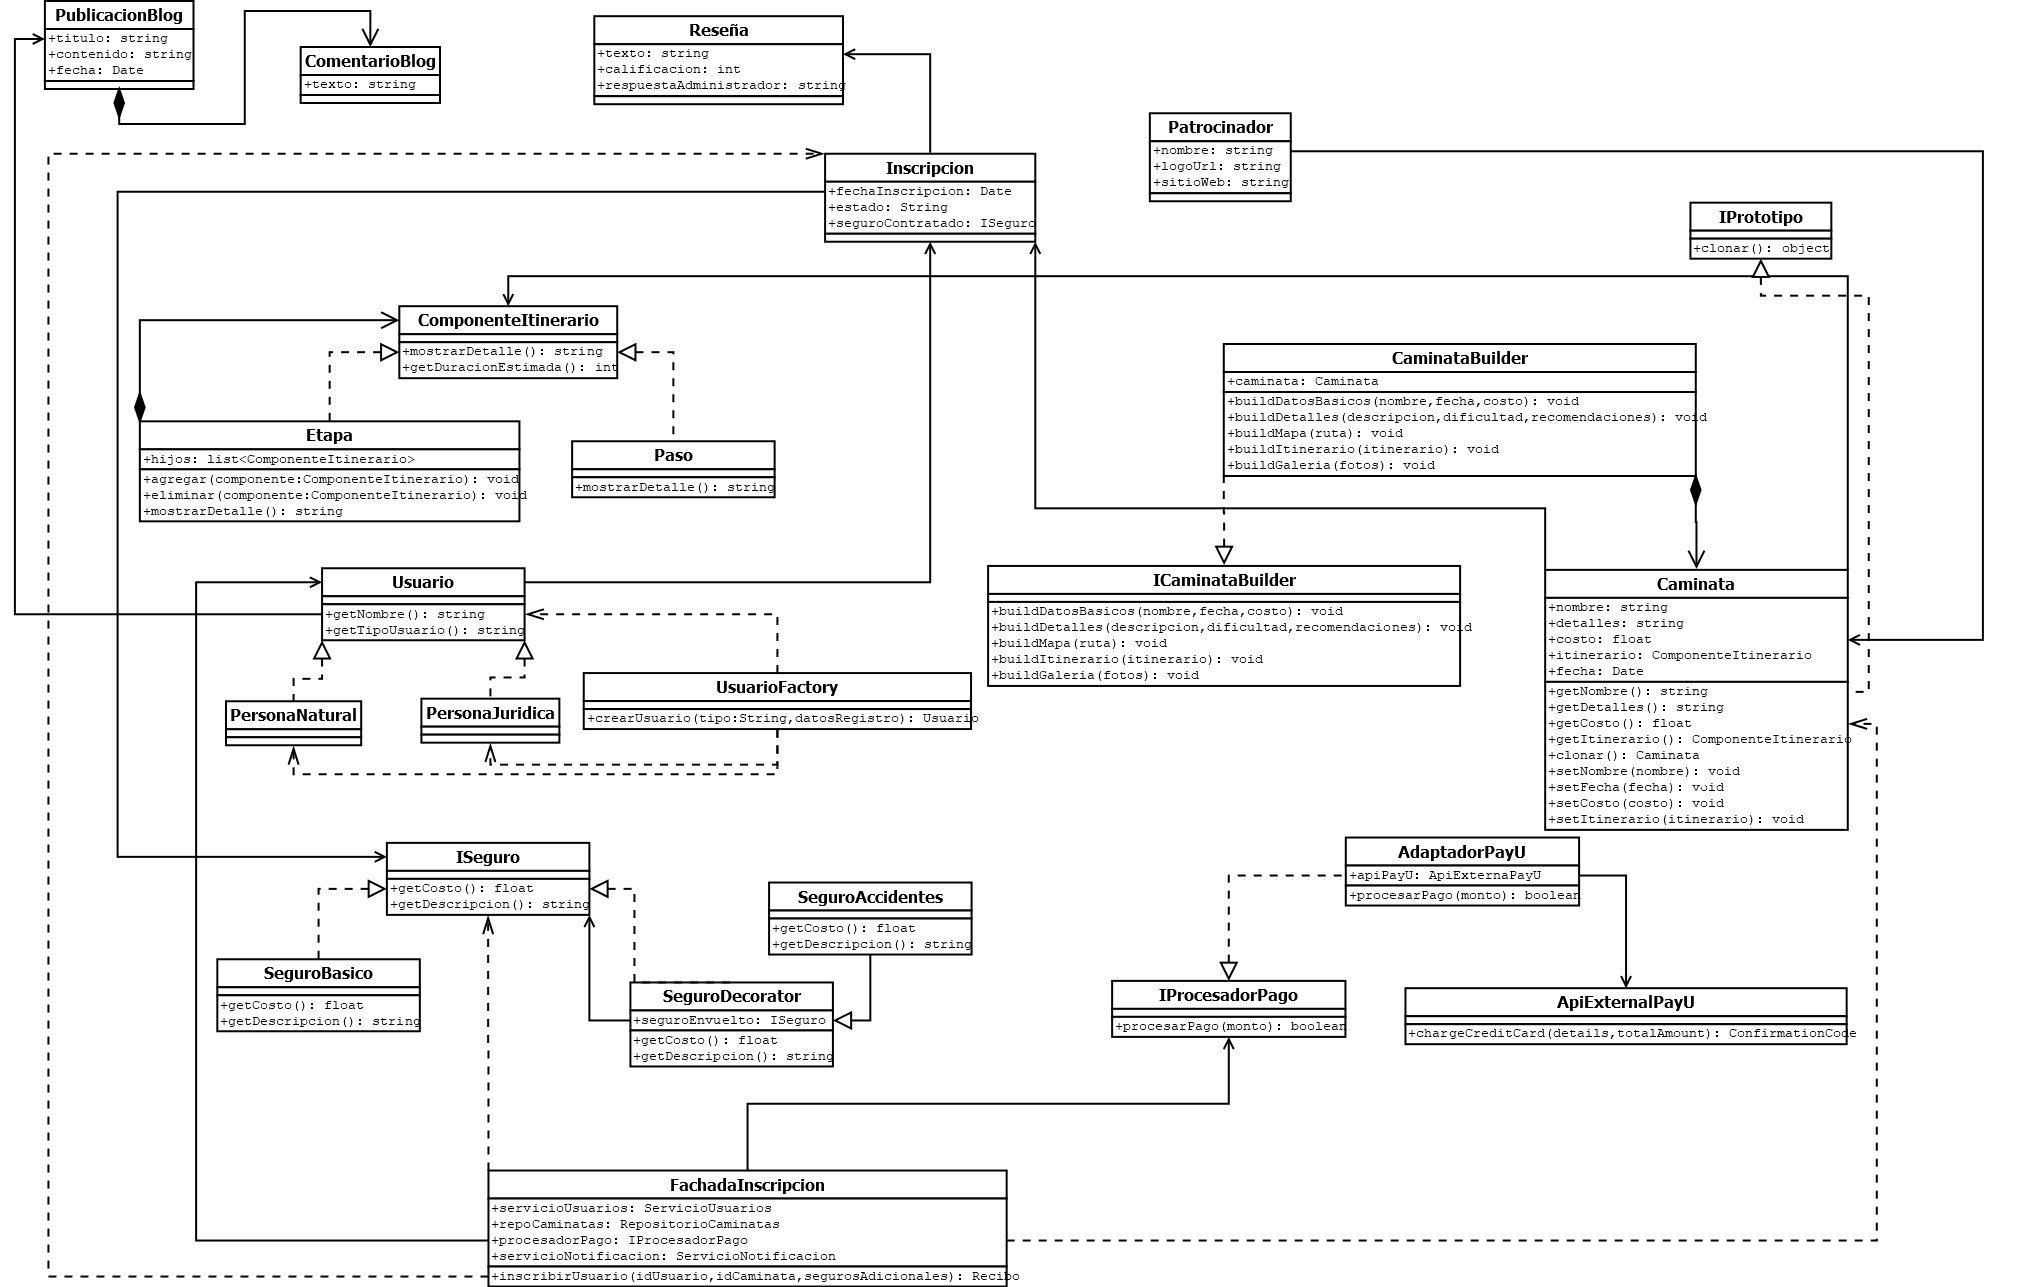 PublicacionBlog
+titulo: string
+contenido: string
+fecha: Date
ComentarioBlog
+texto: string
Reseña
+texto: string
+calificacion: int
+respuestaAdministrador: string
Patrocinador
+nombre: string
+logoUrl: string
+sitioWeb: string
Inscripcion
+fechaInscripcion: Date
+estado: String
+seguroContratado: ISeguro
IPrototipo
+clonar(): object
ComponenteItinerario
+mostrarDetalle(): string
+getDuracionEstimada(): int
CaminataBuilder
+caminata: Caminata
+buildDatosBasicos(nombre,fecha,costo): void
+buildDetalles(descripcion,dificultad,recomendaciones): void
+buildMapa(ruta): void
+buildItinerario(itinerario): void
+buildGaleria(fotos): void
Etapa
+hijos: list<ComponenteItinerario>
+agregar(componente:ComponenteItinerario): void
+eliminar(componente:ComponenteItinerario): void
+mostrarDetalle(): string
Paso
+mostrarDetalle(): string
Usuario
+getNombre(): string
+getTipoUsuario(): string
ICaminataBuilder
+buildDatosBasicos(nombre,fecha,costo): void
+buildDetalles(descripcion,dificultad,recomendaciones): void
+buildMapa(ruta): void
+buildItinerario(itinerario): void
+buildGaleria(fotos): void
Caminata
+nombre: string
+detalles: string
+costo: float
+itinerario: ComponenteItinerario
+fecha: Date
+getNombre(): string
+getDetalles(): string
+getCosto(): float
+getItinerario(): ComponenteItinerario
+clonar(): Caminata
+setNombre(nombre): void
+setFecha(fecha): void
+setCosto(costo): void
+setItinerario(itinerario): void
PersonaNatural
PersonaJuridica
UsuarioFactory
+crearUsuario(tipo:String,datosRegistro): Usuario
ISeguro
+getCosto(): float
+getDescripcion(): string
SeguroAccidentes
+getCosto(): float
+getDescripcion(): string
AdaptadorPayU
+apiPayU: ApiExternaPayU
+procesarPago(monto): boolean
SeguroBasico
+getCosto(): float
+getDescripcion(): string
SeguroDecorator
+seguroEnvuelto: ISeguro
+getCosto(): float
+getDescripcion(): string
IProcesadorPago
+procesarPago(monto): boolean
ApiExternalPayU
+chargeCreditCard(details,totalAmount): ConfirmationCode
FachadaInscripcion
+servicioUsuarios: ServicioUsuarios
+repoCaminatas: RepositorioCaminatas
+procesadorPago: IProcesadorPago
+servicioNotificacion: ServicioNotificacion
+inscribirUsuario(idUsuario,idCaminata,segurosAdicionales): Recibo